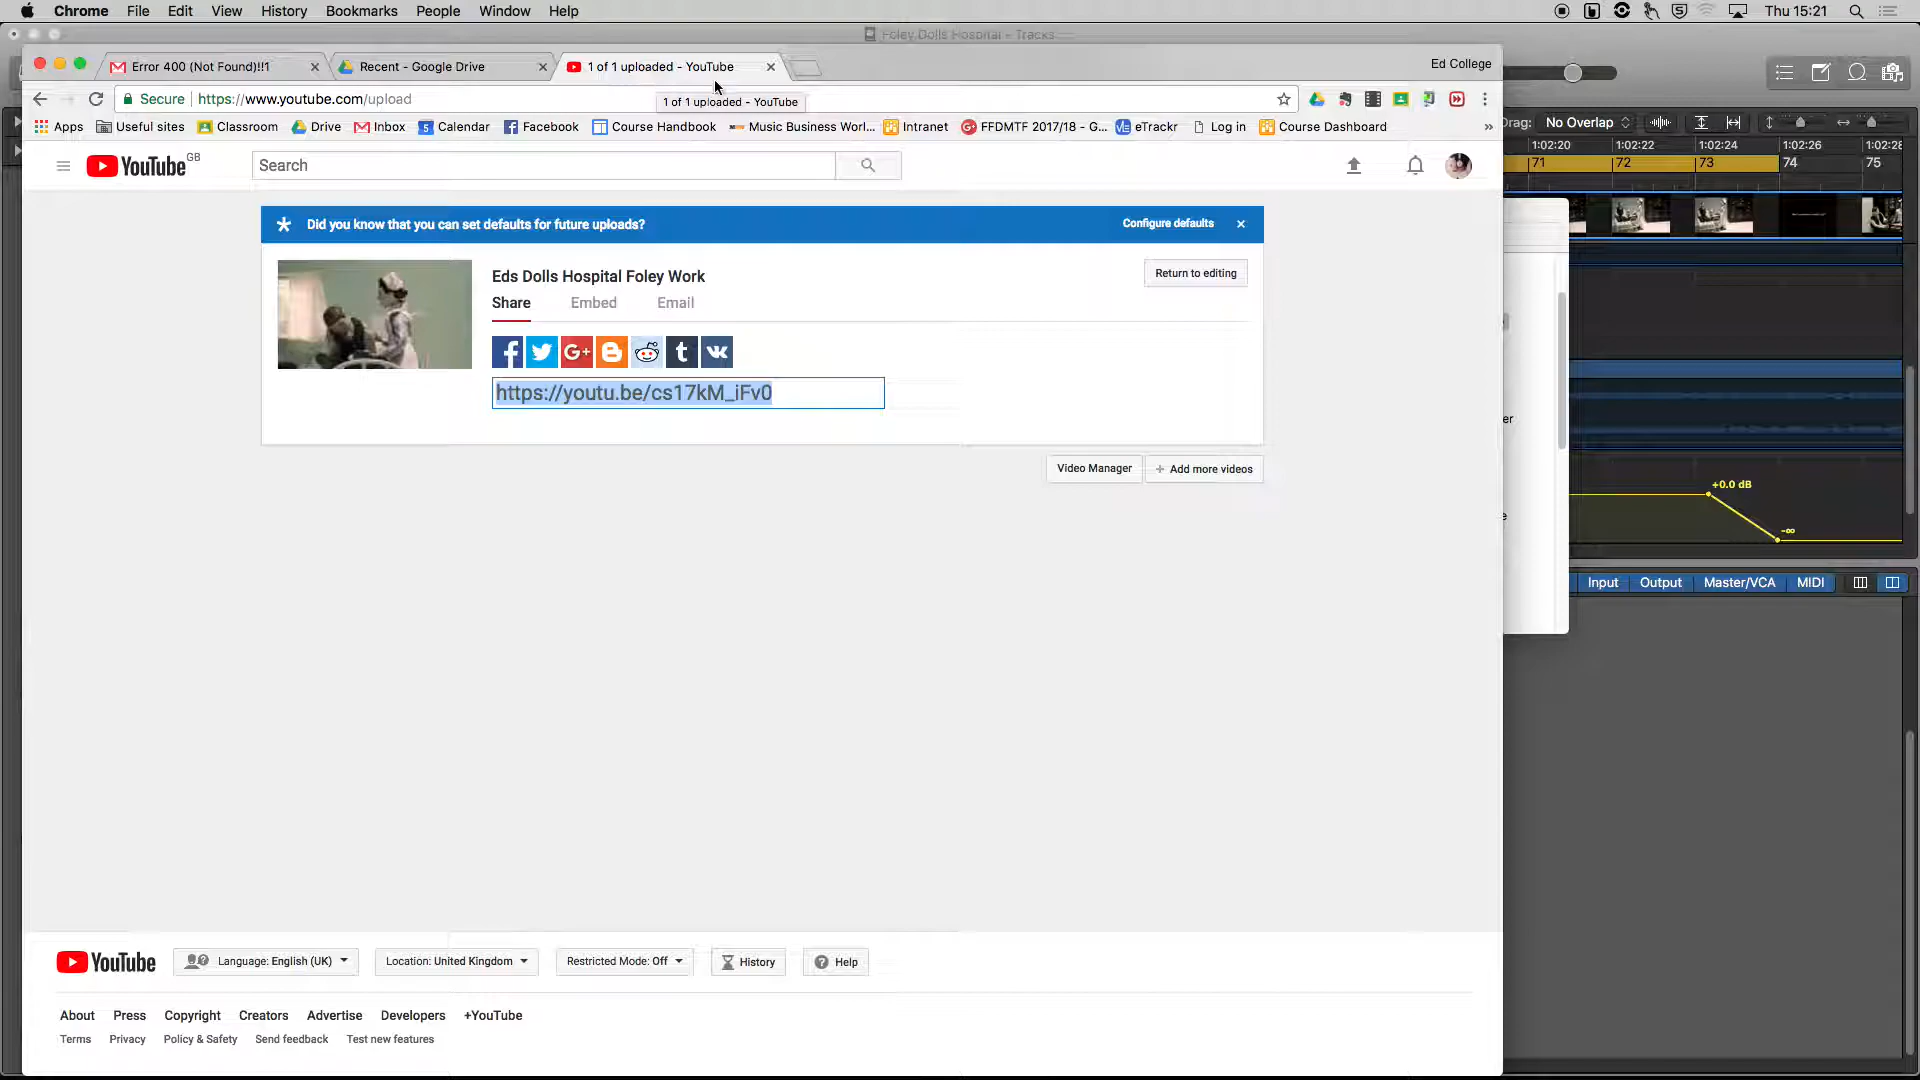 Chrome File Edit View History Bookmarks People Window Help Thu 15:21
Foley Dolls Hospital - Tracks
Error 400 (Not Found)!!1 Recent - Google Drive 1 of 1 uploaded - YouTube Ed College
Secure https://www.youtube.com/upload
1 of 1 uploaded - YouTube
Apps Useful sites Classroom Drive Inbox 5 Calendar Facebook Course Handbook Music Business Worl... Intranet FFDMTF 2017/18 - G... eTrackr Log in Course Dashboard »
Drag: No Overlap
1:02:20 1:02:22 1:02:24 1:02:26 1:02:28
71 72 73 74 75
YouTube GB Search
Did you know that you can set defaults for future uploads? Configure defaults
Eds Dolls Hospital Foley Work Return to editing
Share Embed Email
https://youtu.be/cs17kM_iFv0
er
Video Manager + Add more videos
+0.0 dB
e
-∞
Input Output Master/VCA MIDI
YouTube Language: English (UK) Location: United Kingdom Restricted Mode: Off History Help
About Press Copyright Creators Advertise Developers +YouTube
Terms Privacy Policy & Safety Send feedback Test new features